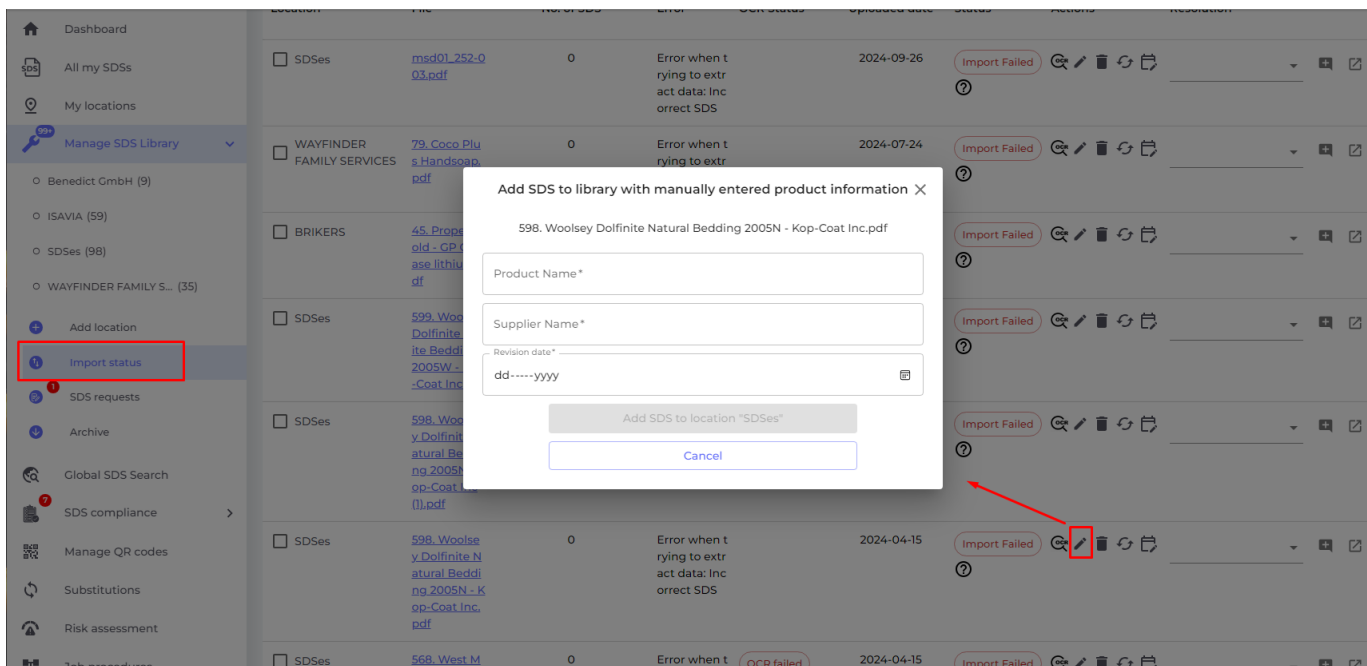 Location File No. of SDS Error OCR Status Uploaded date Status Actions Resolution
Dashboard
All my SDSs
My locations
99+
Manage SDS Library
Benedict GmbH (9)
ISAVIA (59)
SDSes (98)
WAYFINDER FAMILY S... (35)
Add location
Import status
1
SDS requests
Archive
Global SDS Search
7
SDS compliance
Manage QR codes
Substitutions
Risk assessment
Job procedures
SDSes
msd01_252-0
03.pdf
0
Error when t
rying to extr
act data: Inc
orrect SDS
2024-09-26
Import Failed
WAYFINDER
FAMILY SERVICES
79. Coco Plu
s Handsoap.
pdf
0
Error when t
rying to extr
2024-07-24
Import Failed
BRIKERS
45. Prope
old - GP
ase lithiu
df
Import Failed
SDSes
599. Woo
Dolfinite
ite Beddi
2005W -
-Coat Inc
Import Failed
SDSes
598. Woo
y Dolfinit
atural Be
ng 2005N
op-Coat
(1).pdf
Import Failed
SDSes
598. Woolse
y Dolfinite N
atural Beddi
ng 2005N - K
op-Coat Inc.
pdf
0
Error when t
rying to extr
act data: Inc
orrect SDS
2024-04-15
Import Failed
SDSes
568. West M
0
Error when t
OCR failed
2024-04-15
Import Failed
Add SDS to library with manually entered product information
598. Woolsey Dolfinite Natural Bedding 2005N - Kop-Coat Inc.pdf
Product Name*
Supplier Name*
Revision date*
dd-----yyyy
Add SDS to location "SDSes"
Cancel